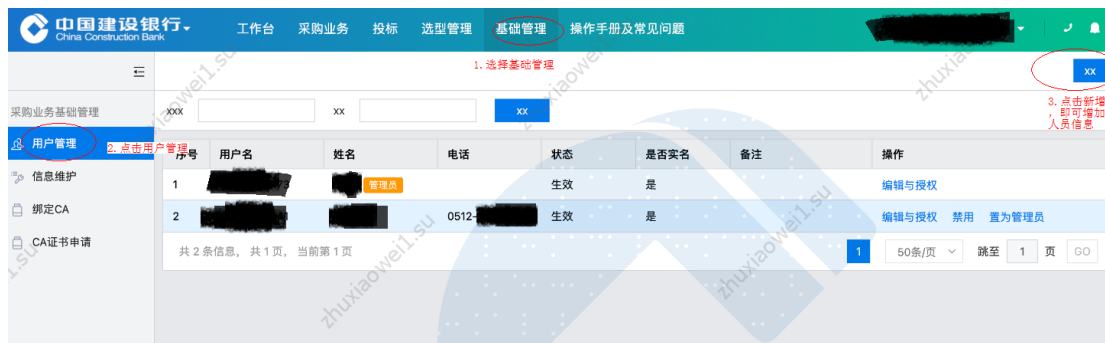 中国建设银行
China Construction Bank
工作台 采购业务 投标 选型管理 基础管理 操作手册及常见问题
1. 选择基础管理
xx
采购业务基础管理
xxx xx xx
3. 点击新增
，即可增加
人员信息
用户管理
2. 点击用户管理
序号 用户名 姓名 电话 状态 是否实名 备注 操作
信息维护
1 管理员 生效 是 编辑与授权
绑定CA
2 0512- 生效 是 编辑与授权 禁用 置为管理员
CA证书申请
共 2 条信息, 共 1 页, 当前第 1 页 1 50条/页 跳至 1 页 GO
zhuxiaowei1.su